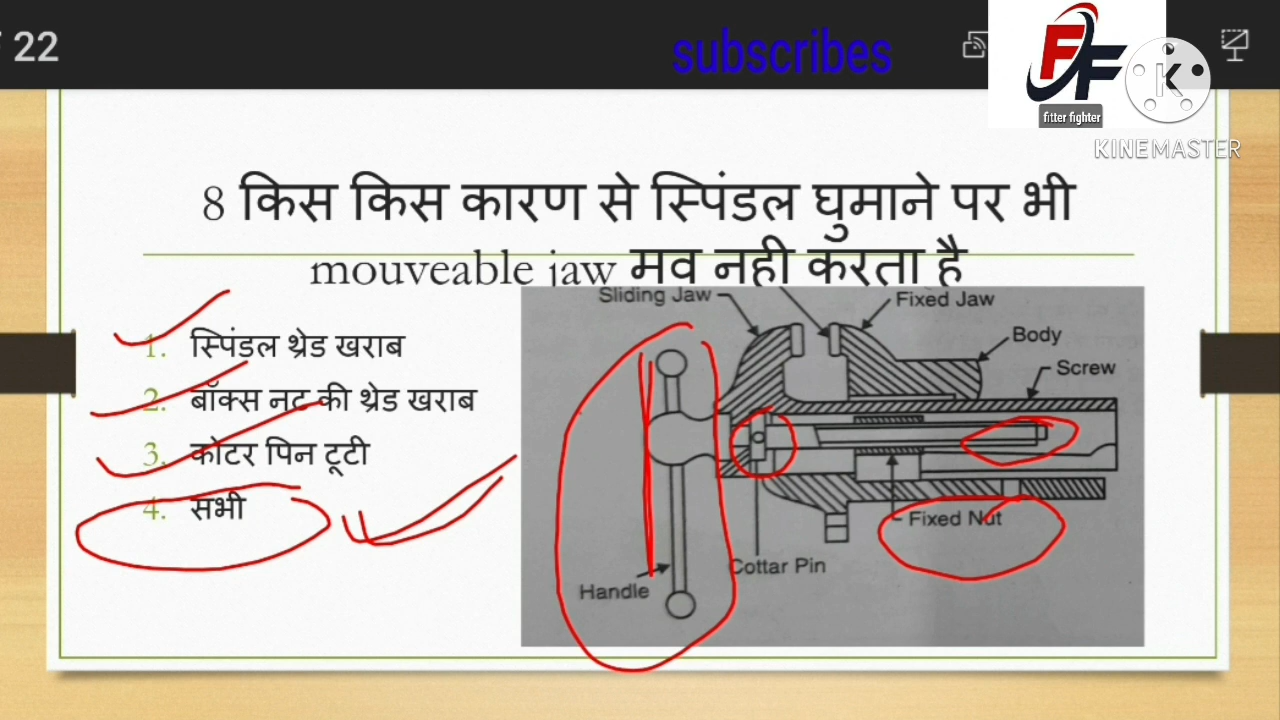 22
subscribes
fitter fighter
K
KINEMASTER
8 किस किस कारण से स्पिंडल घुमाने पर भी
mouveable jaw मव नही करता है
1. स्पिंडल थ्रेड खराब
2. बॉक्स नट की थ्रेड खराब
3. कोटर पिन टूटी
4. सभी
Sliding Jaw
Fixed Jaw
Body
Screw
Fixed Nut
Cottar Pin
Handle